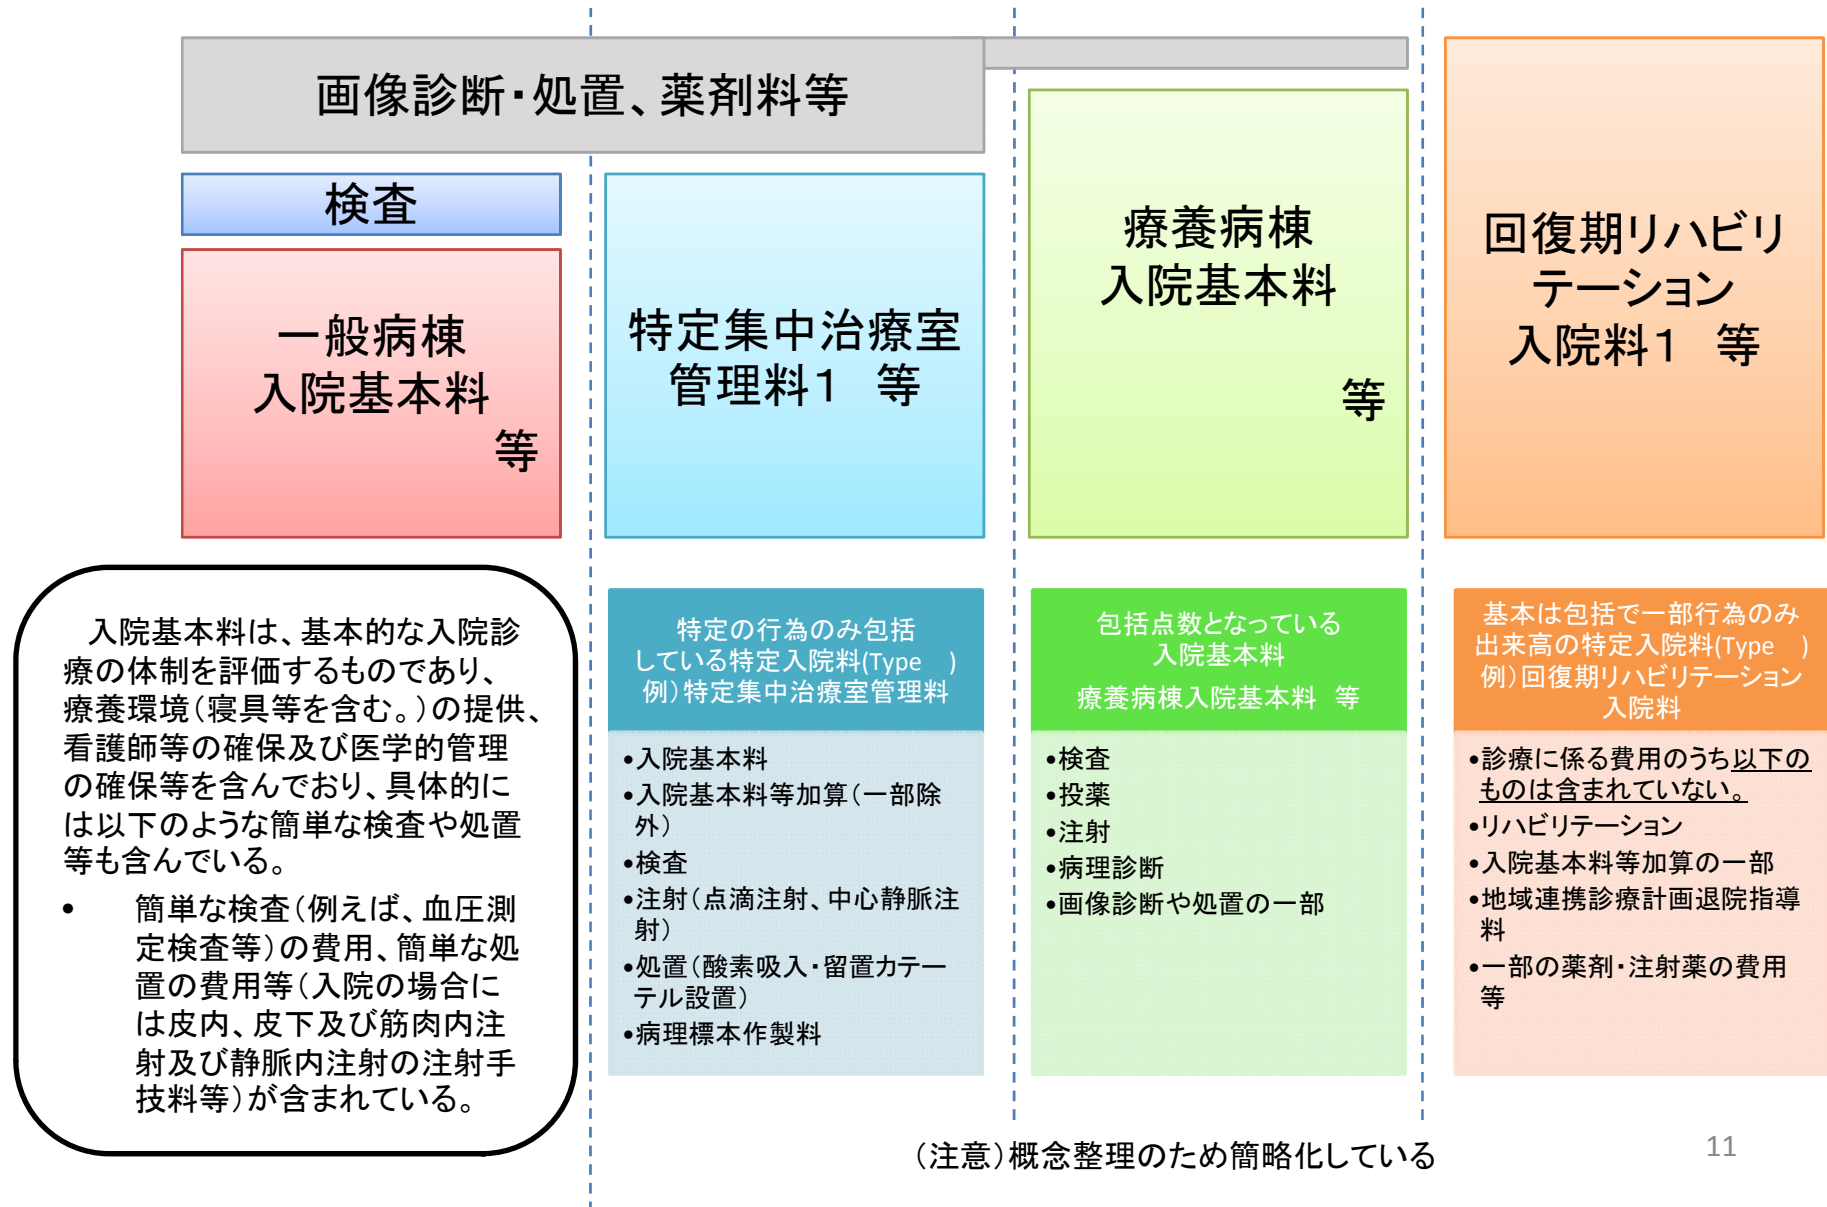 画像診断・処置、薬剤料等
検査
一般病棟
入院基本料
等
特定集中治療室
管理料1　等
療養病棟
入院基本料
等
回復期リハビリ
テーション
入院料1　等
入院基本料は、基本的な入院診
療の体制を評価するものであり、
療養環境（寝具等を含む。）の提供、
看護師等の確保及び医学的管理
の確保等を含んでおり、具体的に
は以下のような簡単な検査や処置
等も含んでいる。
•　簡単な検査（例えば、血圧測
定検査等）の費用、簡単な処
置の費用等（入院の場合に
は皮内、皮下及び筋肉内注
射及び静脈内注射の注射手
技料等）が含まれている。
特定の行為のみ包括
している特定入院料(Type　)
例）特定集中治療室管理料
•入院基本料
•入院基本料等加算（一部除
外）
•検査
•注射（点滴注射、中心静脈注
射）
•処置（酸素吸入・留置カテー
テル設置）
•病理標本作製料
包括点数となっている
入院基本料
療養病棟入院基本料　等
•検査
•投薬
•注射
•病理診断
•画像診断や処置の一部
基本は包括で一部行為のみ
出来高の特定入院料(Type　)
例）回復期リハビリテーション
入院料
•診療に係る費用のうち以下の
ものは含まれていない。
•リハビリテーション
•入院基本料等加算の一部
•地域連携診療計画退院指導
料
•一部の薬剤・注射薬の費用
等
（注意）概念整理のため簡略化している
11